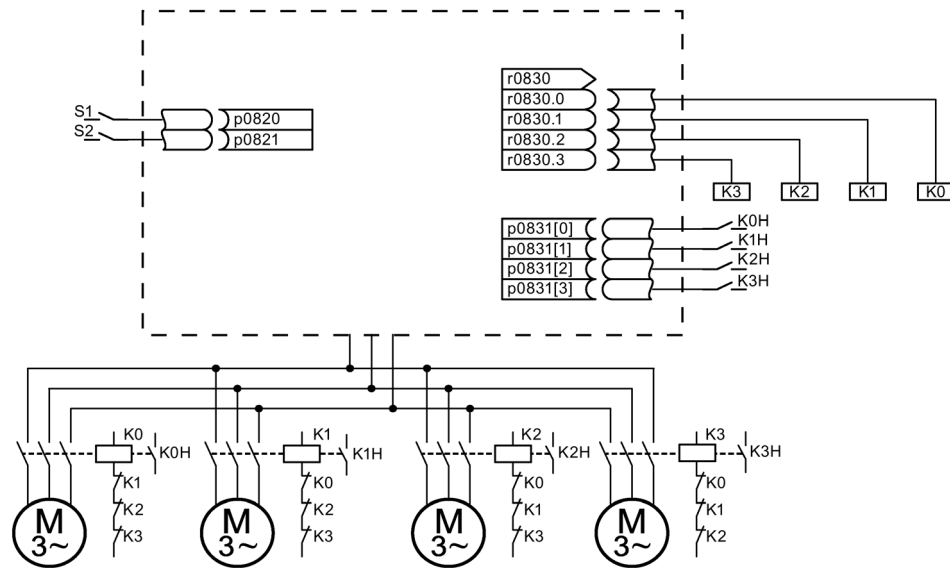 r0830
r0830.0
r0830.1
r0830.2
r0830.3
S1
S2
p0820
p0821
K3 K2 K1 K0
p0831[0]
p0831[1]
p0831[2]
p0831[3]
K0H
K1H
K2H
K3H
K0
K0H
K1
K2
K3
M
3~
K1
K1H
K0
K2
K3
M
3~
K2
K2H
K0
K1
K3
M
3~
K3
K3H
K0
K1
K2
M
3~